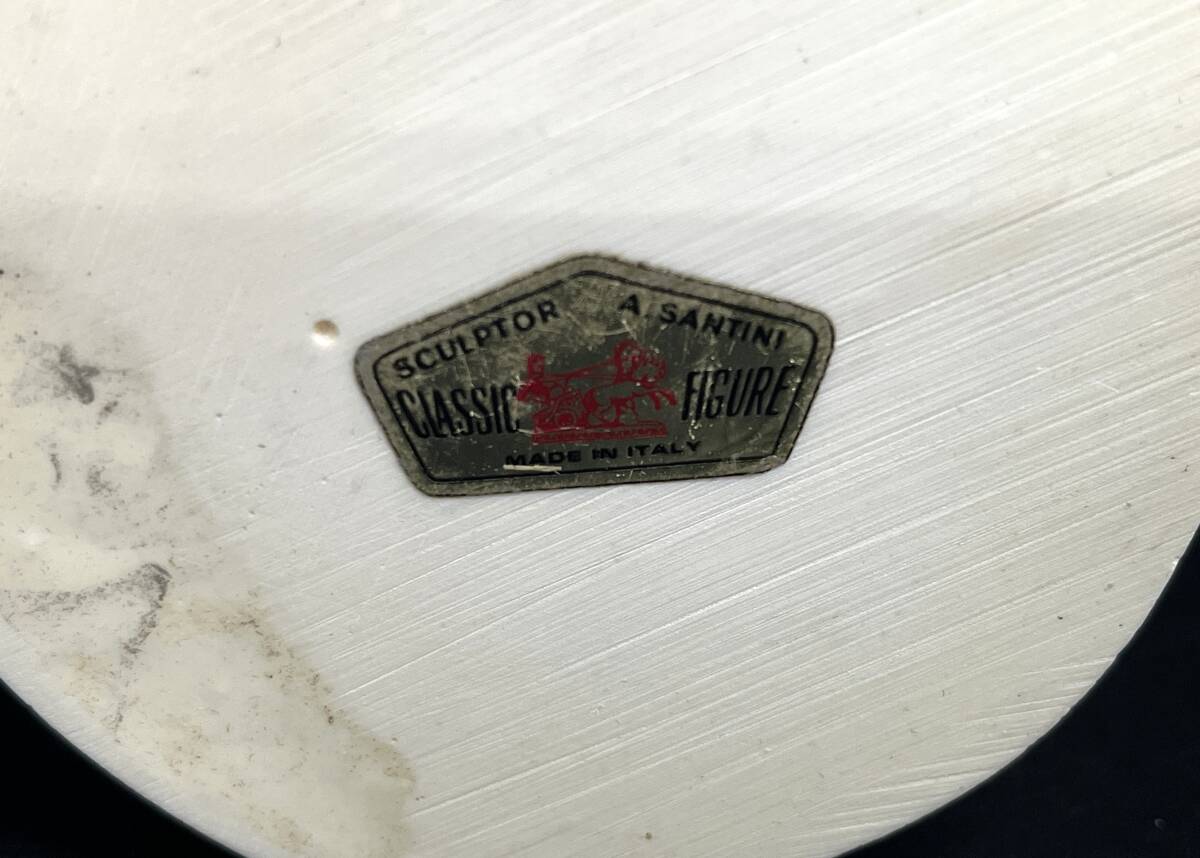 SCULPTOR A SANTINI
CLASSIC FIGURE
MADE IN ITALY